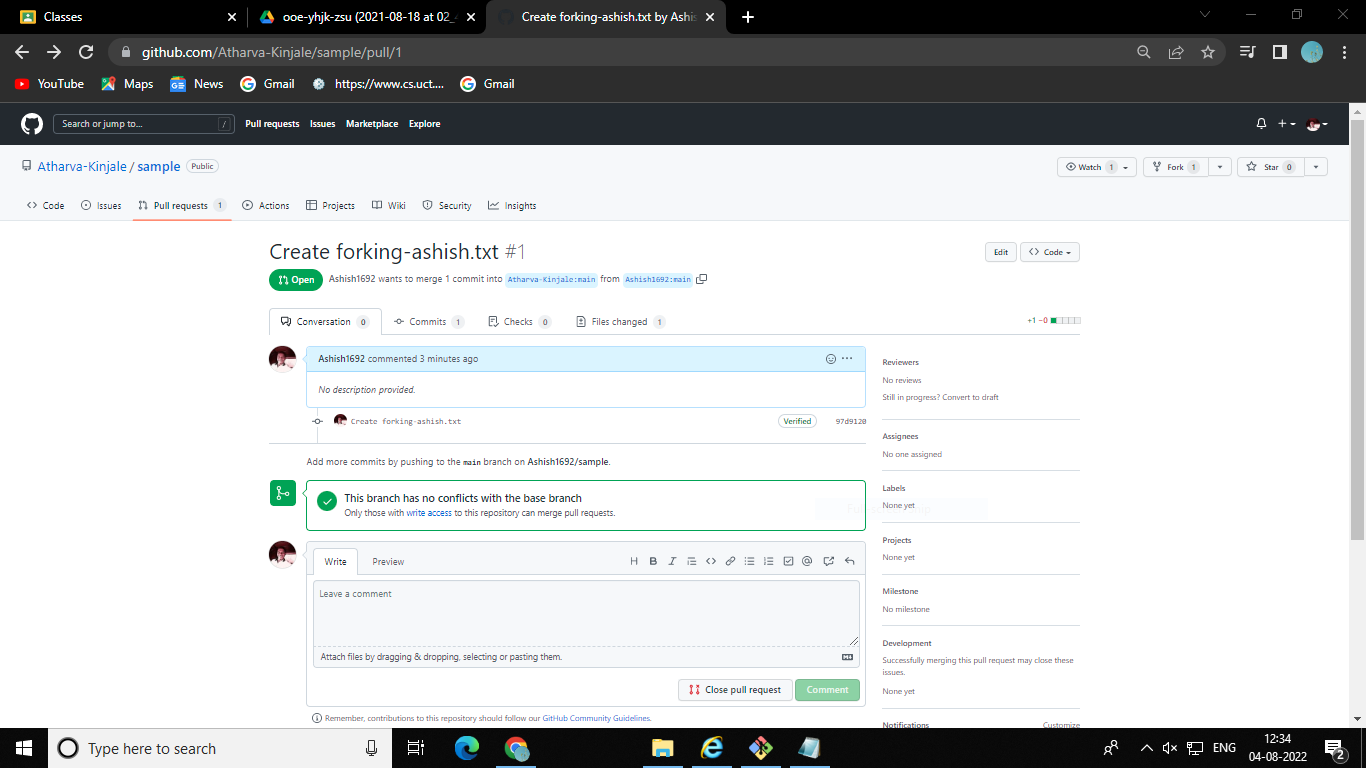 Classes
ooe-yhjk-zsu (2021-08-18 at 02_4
Create forking-ashish.txt by Ashis
github.com/Atharva-Kinjale/sample/pull/1
YouTube Maps News Gmail https://www.cs.uct.... Gmail
Search or jump to... / Pull requests Issues Marketplace Explore
Atharva-Kinjale / sample Public Watch 1 Fork 1 Star 0
Code Issues Pull requests 1 Actions Projects Wiki Security Insights
Create forking-ashish.txt #1 Edit Code
Open Ashish1692 wants to merge 1 commit into Atharva-Kinjale:main from Ashish1692:main
Conversation 0 Commits 1 Checks 0 Files changed 1 +1 −0
Ashish1692 commented 3 minutes ago
No description provided.
Create forking-ashish.txt Verified 97d9120
Add more commits by pushing to the main branch on Ashish1692/sample.
This branch has no conflicts with the base branch
Only those with write access to this repository can merge pull requests.
Write Preview
Leave a comment
Attach files by dragging & dropping, selecting or pasting them.
Close pull request Comment
Remember, contributions to this repository should follow our GitHub Community Guidelines.
Reviewers
No reviews
Still in progress? Convert to draft
Assignees
No one assigned
Labels
None yet
Projects
None yet
Milestone
No milestone
Development
Successfully merging this pull request may close these
issues.
None yet
Notifications Customize
Type here to search
ENG
12:34
04-08-2022
2